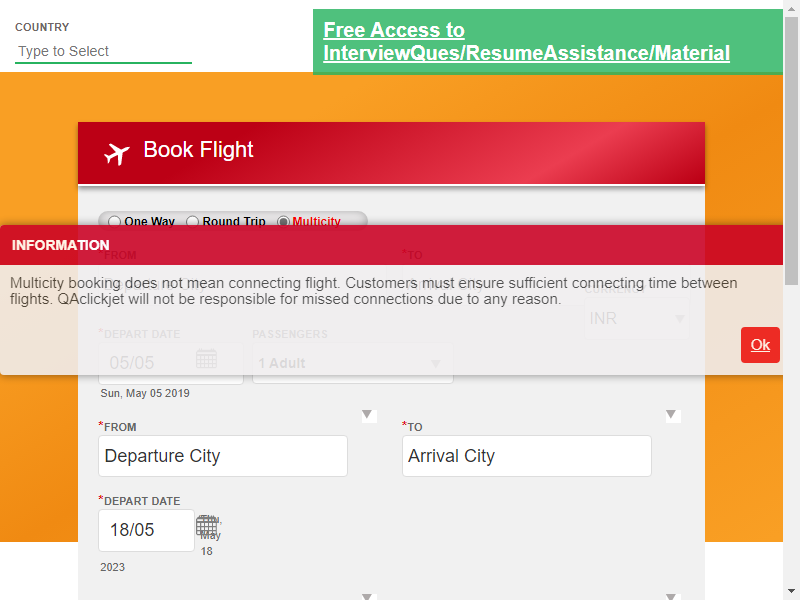 COUNTRY
Type to Select
Free Access to
InterviewQues/ResumeAssistance/Material
Book Flight
One Way Round Trip Multicity
INFORMATION
*FROM *TO
Multicity booking does not mean connecting flight. Customers must ensure sufficient connecting time between
flights. QAclickjet will not be responsible for missed connections due to any reason.
INR
*DEPART DATE PASSENGERS
Ok
05/05 1 Adult
Sun, May 05 2019
*FROM *TO
Departure City Arrival City
*DEPART DATE
18/05
Thu,
May
18
2023